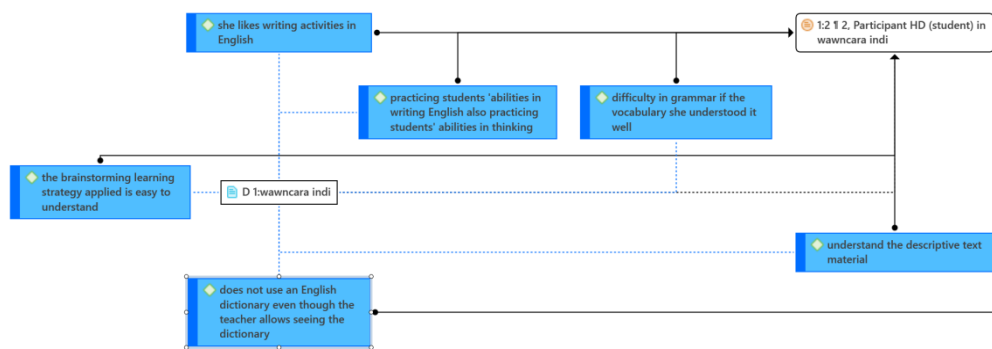 she likes writing activities in
English
1:2 ¶ 2, Participant HD (student) in
wawncara indi
practicing students 'abilities in
writing English also practicing
students' abilities in thinking
difficulty in grammar if the
vocabulary she understood it
well
the brainstorming learning
strategy applied is easy to
understand
D 1:wawncara indi
understand the descriptive text
material
does not use an English
dictionary even though the
teacher allows seeing the
dictionary